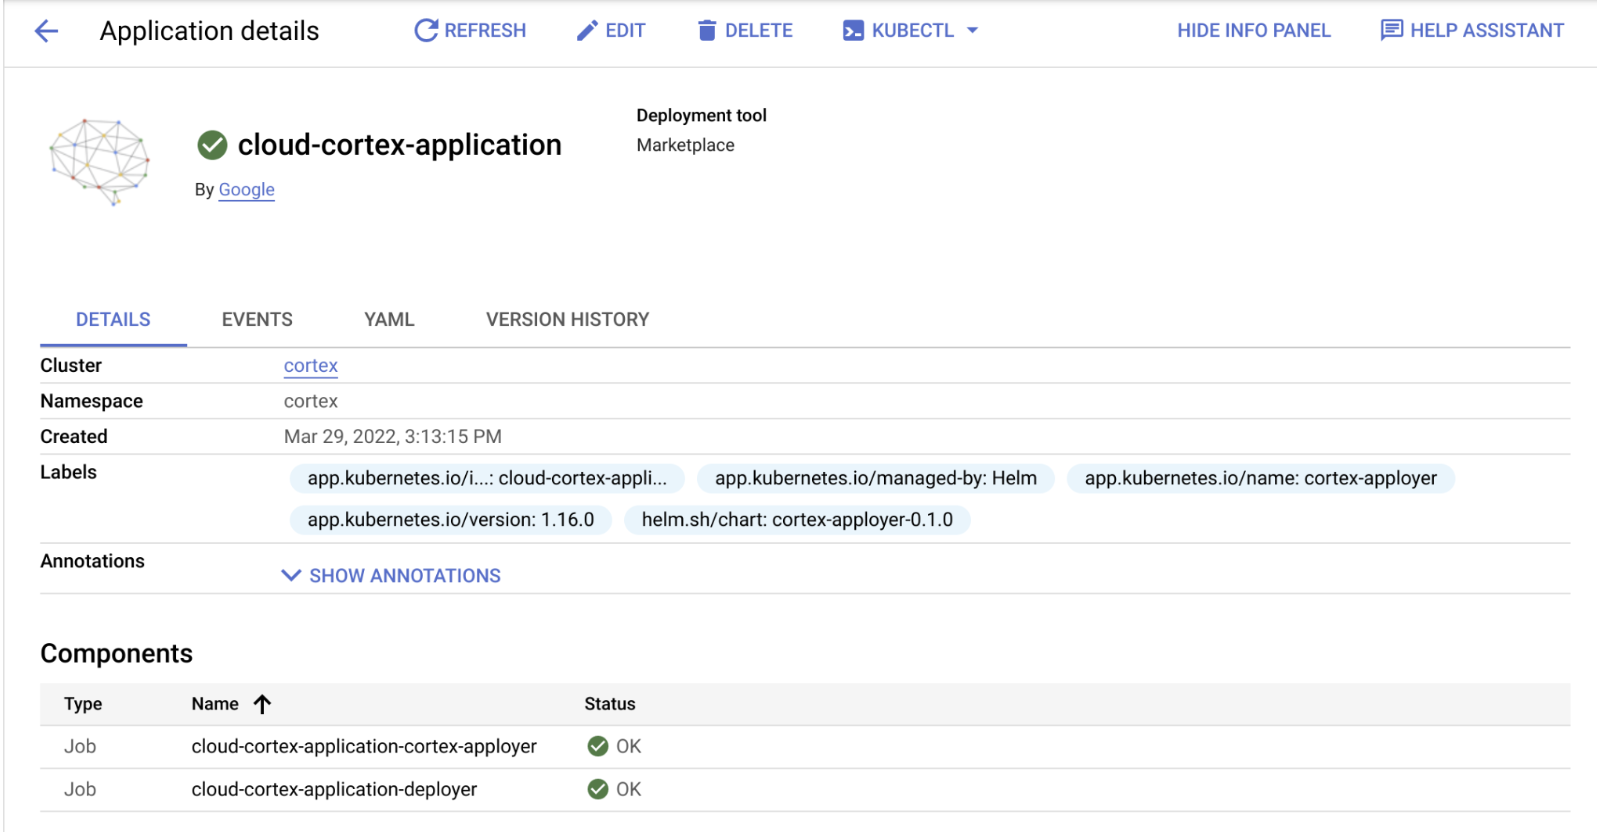 Application details REFRESH EDIT DELETE KUBECTL HIDE INFO PANEL HELP ASSISTANT
cloud-cortex-application
By Google
Deployment tool
Marketplace
DETAILS EVENTS YAML VERSION HISTORY
Cluster cortex
Namespace cortex
Created Mar 29, 2022, 3:13:15 PM
Labels app.kubernetes.io/i...: cloud-cortex-appli... app.kubernetes.io/managed-by: Helm app.kubernetes.io/name: cortex-apployer
app.kubernetes.io/version: 1.16.0 helm.sh/chart: cortex-apployer-0.1.0
Annotations SHOW ANNOTATIONS
Components
Type Name Status
Job cloud-cortex-application-cortex-apployer OK
Job cloud-cortex-application-deployer OK